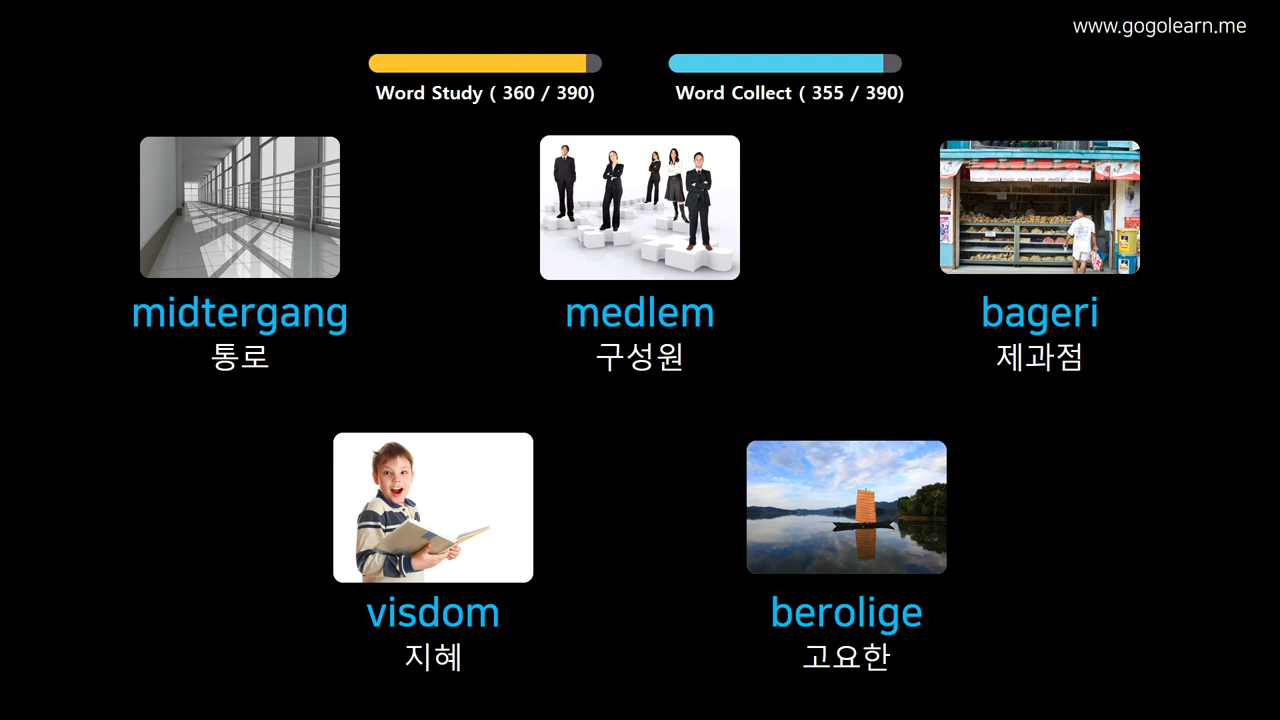 www.gogolearn.me
Word Study ( 360 / 390)
Word Collect ( 355 / 390)
midtergang
통로
medlem
구성원
bageri
제과점
visdom
지혜
berolige
고요한